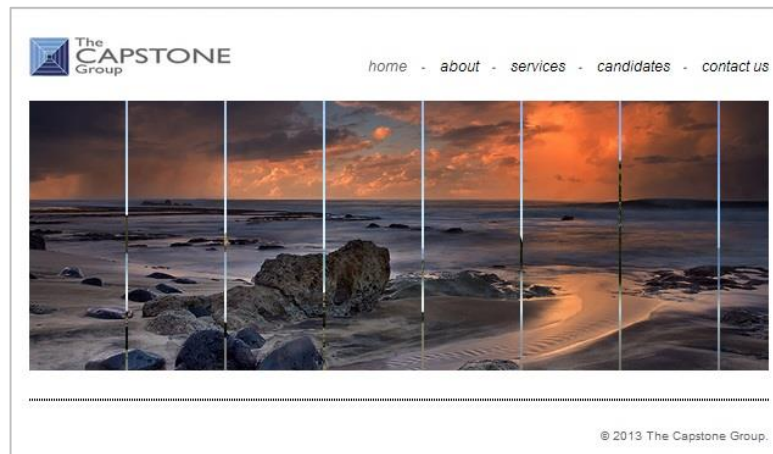 The
CAPSTONE
Group
home - about - services - candidates - contact us
© 2013 The Capstone Group.